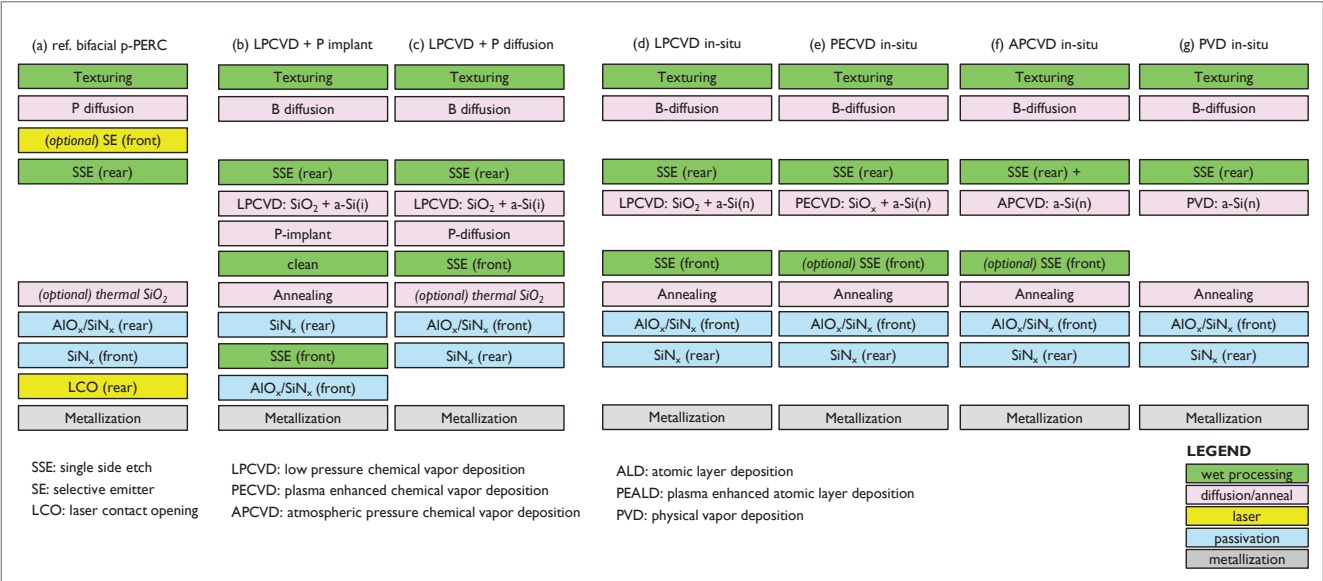 (a) ref. bifacial p-PERC
Texturing
P diffusion
(optional) SE (front)
SSE (rear)
(optional) thermal SiO₂
AlOₓ/SiNₓ (rear)
SiNₓ (front)
LCO (rear)
Metallization
(b) LPCVD + P implant
Texturing
B diffusion
SSE (rear)
LPCVD: SiO₂ + a-Si(i)
P-implant
clean
Annealing
SiNₓ (rear)
SSE (front)
AlOₓ/SiNₓ (front)
Metallization
(c) LPCVD + P diffusion
Texturing
B diffusion
SSE (rear)
LPCVD: SiO₂ + a-Si(i)
P-diffusion
SSE (front)
(optional) thermal SiO₂
AlOₓ/SiNₓ (front)
SiNₓ (rear)
Metallization
(d) LPCVD in-situ
Texturing
B-diffusion
SSE (rear)
LPCVD: SiO₂ + a-Si(n)
SSE (front)
Annealing
AlOₓ/SiNₓ (front)
SiNₓ (rear)
Metallization
(e) PECVD in-situ
Texturing
B-diffusion
SSE (rear)
PECVD: SiOₓ + a-Si(n)
(optional) SSE (front)
Annealing
AlOₓ/SiNₓ (front)
SiNₓ (rear)
Metallization
(f) APCVD in-situ
Texturing
B-diffusion
SSE (rear) +
APCVD: a-Si(n)
(optional) SSE (front)
Annealing
AlOₓ/SiNₓ (front)
SiNₓ (rear)
Metallization
(g) PVD in-situ
Texturing
B-diffusion
SSE (rear)
PVD: a-Si(n)
Annealing
AlOₓ/SiNₓ (front)
SiNₓ (rear)
Metallization
SSE: single side etch
SE: selective emitter
LCO: laser contact opening
LPCVD: low pressure chemical vapor deposition
PECVD: plasma enhanced chemical vapor deposition
APCVD: atmospheric pressure chemical vapor deposition
ALD: atomic layer deposition
PEALD: plasma enhanced atomic layer deposition
PVD: physical vapor deposition
LEGEND
wet processing
diffusion/anneal
laser
passivation
metallization